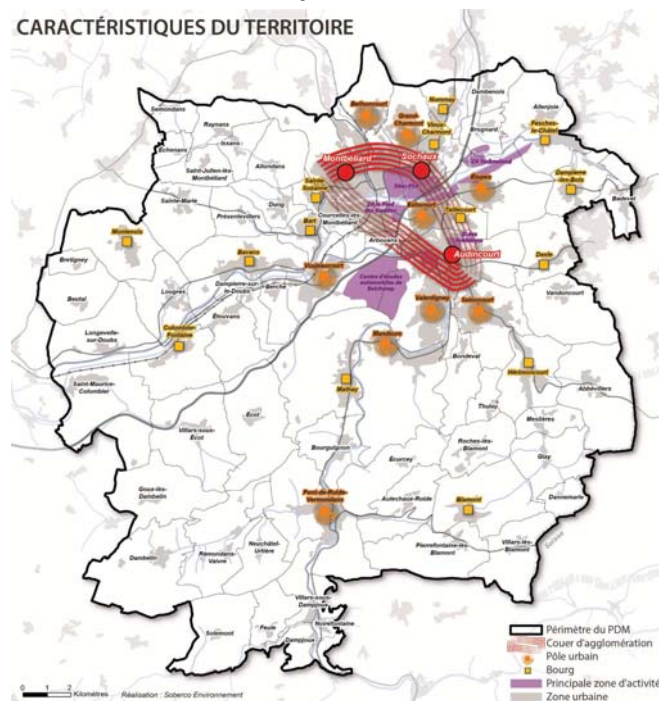 CARACTÉRISTIQUES DU TERRITOIRE
Semondans
Raynans
Issans
Échenans
Saint-Julien-lès-
Montbéliard
Allondans
Sainte-Marie
Présentevillers
Dung
Montenois
Bretigney
Beutal
Longevelle-
sur-Doubs
Lougres
Bavans
Dampierre-sur-
le-Doubs
Étouvans
Berche
Colombier-
Fontaine
Saint-Maurice-
Colombier
Bethoncourt
Grand-
Charmont
Nommay
Vieux-
Charmont
Dambenois
Allenjoie
Brognard
Fesches-
le-Châtel
Dampierre-
les-Bois
Badevel
Montbéliard
Sochaux
Sainte-
Suzanne
Courcelles-lès-
Montbéliard
Bart
Arbouans
Exincourt
Taillecourt
Audincourt
Voujeaucourt
Centre d'études
automobiles de
Belchamp
Valentigney
Seloncourt
Dasle
Vandoncourt
Mandeure
Mathay
Bondeval
Hérimoncourt
Abbévillers
Thulay
Meslières
Roches-lès-
Blamont
Glay
Dannemarie
Écot
Villars-sous-
Écot
Bourguignon
Écurcey
Autechaux-Roide
Blamont
Pierrefontaine-lès-
Blamont
Villars-lès-
Blamont
Goux-lès-
Dambelin
Pont-de-Roide-
Vermondans
Neuchâtel-
Urtière
Rémondans-
Vaivre
Dambelin
Solemont
Feule
Villars-sous-
Dampjoux
Noirefontaine
Dampjoux
Périmètre du PDM
Couer d'agglomération
Pôle urbain
Bourg
Principale zone d'activité
Zone urbaine
0 1 2
Kilomètres
Réalisation : Soberco Environnement